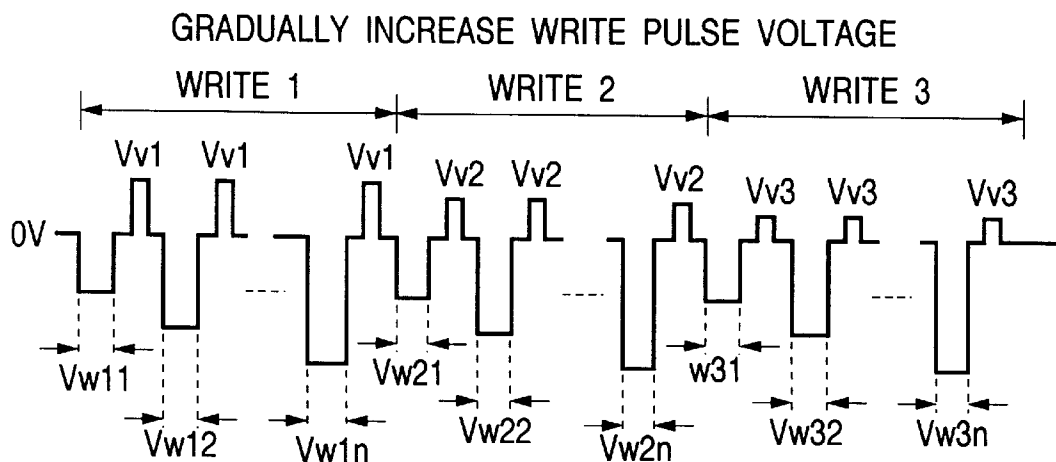 GRADUALLY INCREASE WRITE PULSE VOLTAGE
WRITE 1 WRITE 2 WRITE 3
Vv1 Vv1 Vv1 Vv2 Vv2 Vv2 Vv3 Vv3 Vv3
0V
Vw11 Vw21 w31
Vw12 Vw1n Vw22 Vw2n Vw32 Vw3n